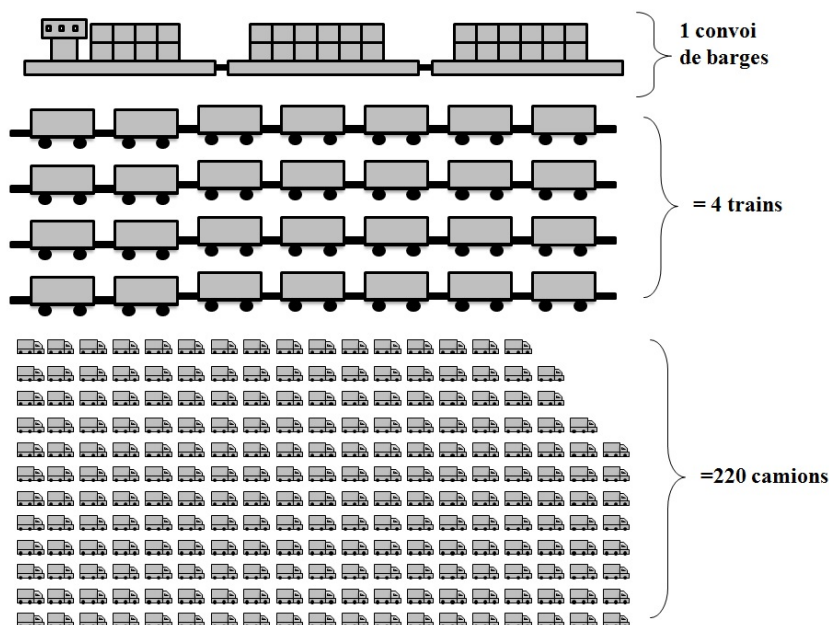 1 convoi
de barges
= 4 trains
=220 camions